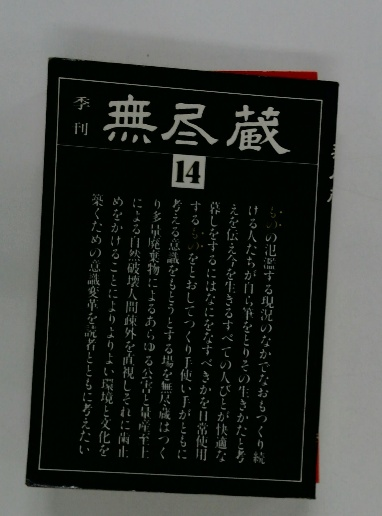 季刊
無尽蔵
14
ものの氾濫する現況のなかでなおもつくり続
ける人たちが自ら筆をとりその生きかたと考
えを伝え今を生きるすべての人びとが快適な
暮しをするにはなにをなすべきかを日常使用
するものをとおしてつくり手使い手がともに
考える意識をもとうとする場を無尽蔵はつく
り多量廃棄物によるあらゆる公害と量産至上
による自然破壊人間疎外を直視しそれに歯止
めをかけることによりよりよい環境と文化を
築くための意識変革を読者とともに考えたい